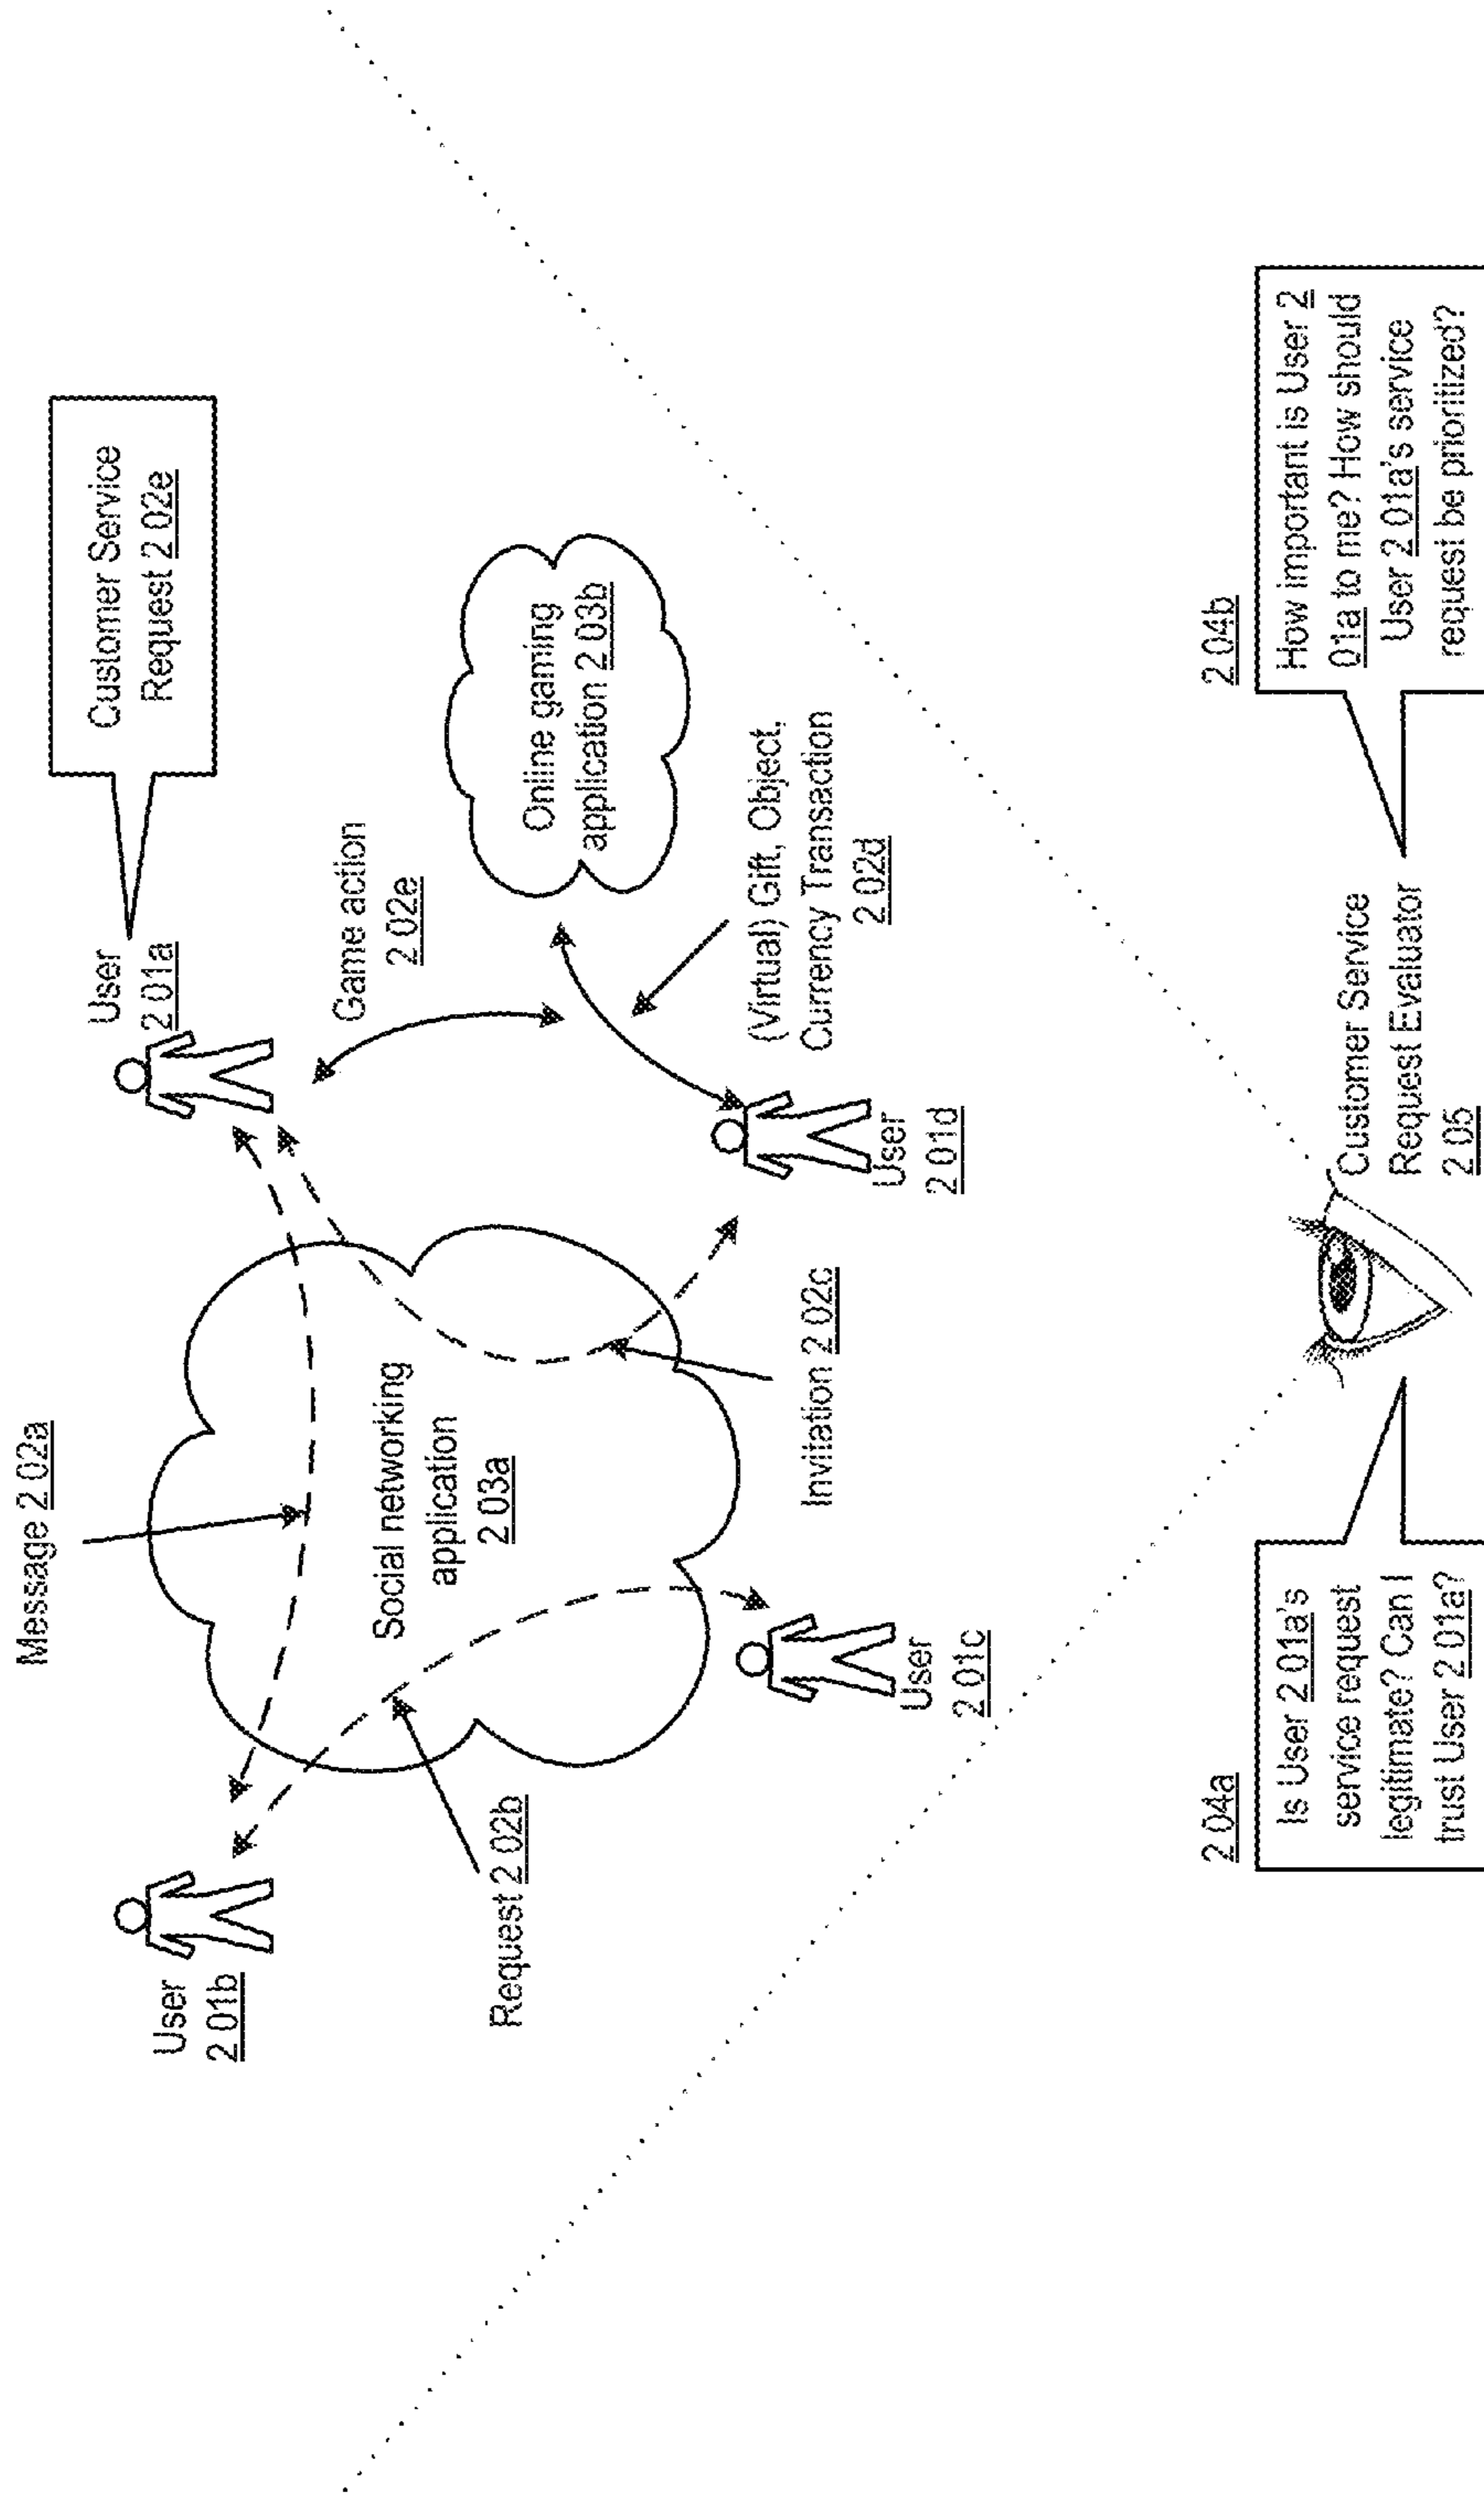 Message 2 02a
User
2 01b
User
2 01a
Customer Service
Request 2 02e
Game action
2 02e
Social networking
application
2 03a
Request 2 02b
Online gaming
application 2 03b
Invitation 2 02c
(Virtual) Gift, Object,
Currency Transaction
2 02d
User
2 01c
User
2 01d
2 04a
Is User 2 01a's
service request
legitimate? Can I
trust User 2 01a?
Customer Service
Request Evaluator
2 05
2 04b
How important is User 2
01a to me? How should
User 2 01a's service
request be prioritized?